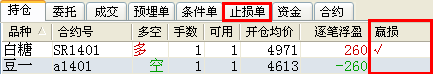 持仓 委托 成交 预埋单 条件单 止损单 资金 合约
品种 合约号 多空 手数 可用 开仓均价 逐笔浮盈 赢损
白糖 SR1401 多 1 1 4971 260 √
豆一 a1401 空 1 1 4613 -260